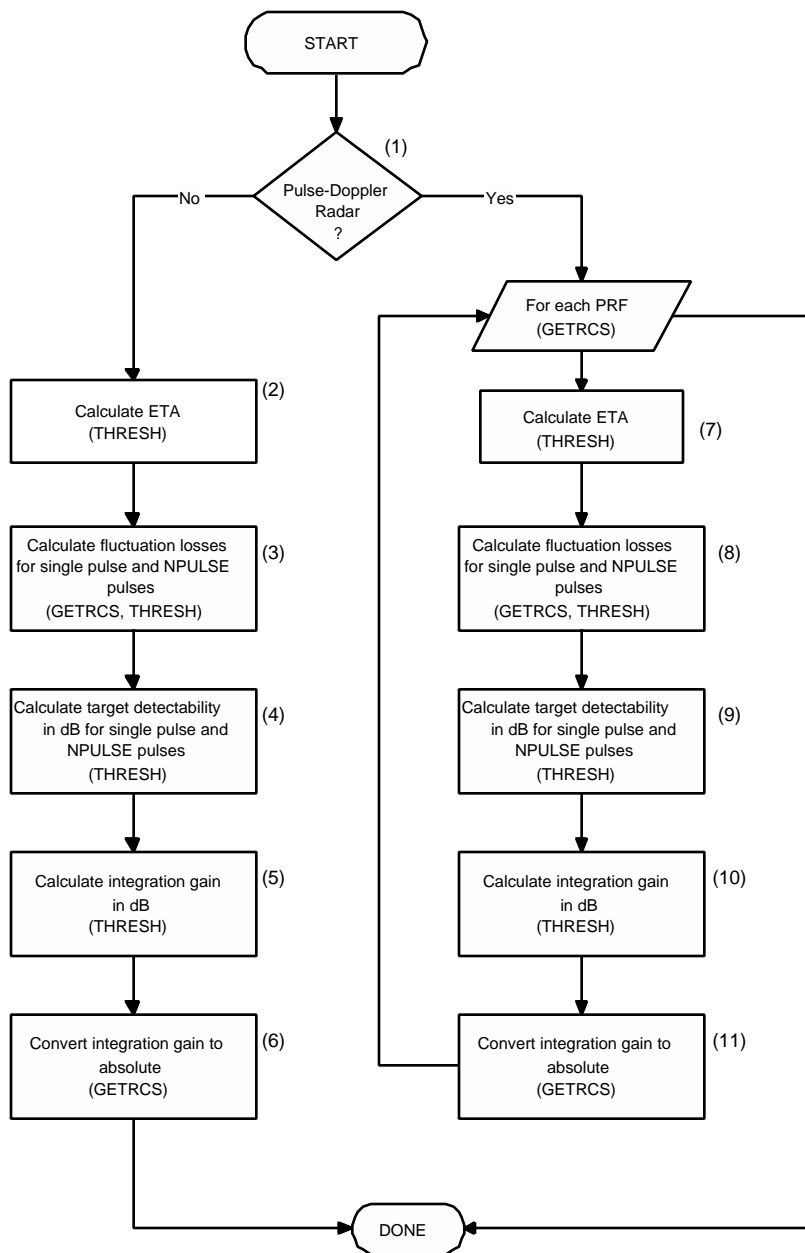 START
(1)
Pulse-Doppler
Radar
?
No
Yes
For each PRF
(GETRCS)
(2)
Calculate ETA
(THRESH)
(3)
Calculate fluctuation losses
for single pulse and NPULSE
pulses
(GETRCS, THRESH)
(4)
Calculate target detectability
in dB for single pulse and
NPULSE pulses
(THRESH)
(5)
Calculate integration gain
in dB
(THRESH)
(6)
Convert integration gain to
absolute
(GETRCS)
Calculate ETA
(THRESH)
(7)
Calculate fluctuation losses
for single pulse and NPULSE
pulses
(GETRCS, THRESH)
(8)
Calculate target detectability
in dB for single pulse and
NPULSE pulses
(THRESH)
(9)
Calculate integration gain
in dB
(THRESH)
(10)
Convert integration gain to
absolute
(GETRCS)
(11)
DONE